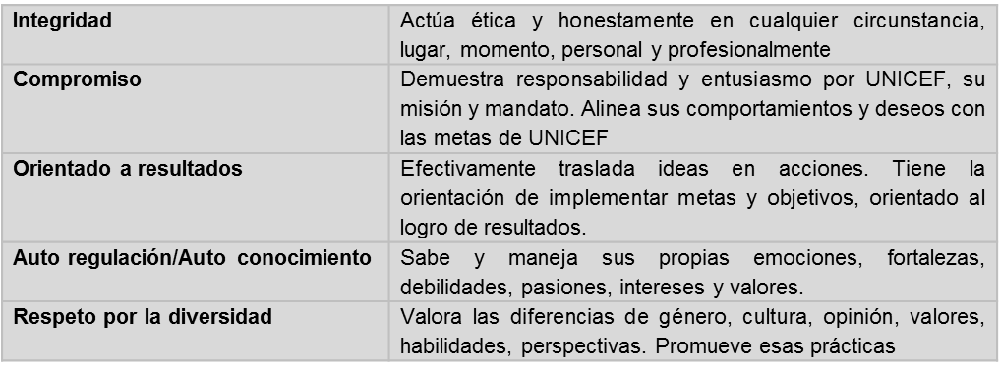 Integridad
Actúa ética y honestamente en cualquier circunstancia,
lugar, momento, personal y profesionalmente
Compromiso
Demuestra responsabilidad y entusiasmo por UNICEF, su
misión y mandato. Alinea sus comportamientos y deseos con
las metas de UNICEF
Orientado a resultados
Efectivamente traslada ideas en acciones. Tiene la
orientación de implementar metas y objetivos, orientado al
logro de resultados.
Auto regulación/Auto conocimiento
Sabe y maneja sus propias emociones, fortalezas,
debilidades, pasiones, intereses y valores.
Respeto por la diversidad
Valora las diferencias de género, cultura, opinión, valores,
habilidades, perspectivas. Promueve esas prácticas